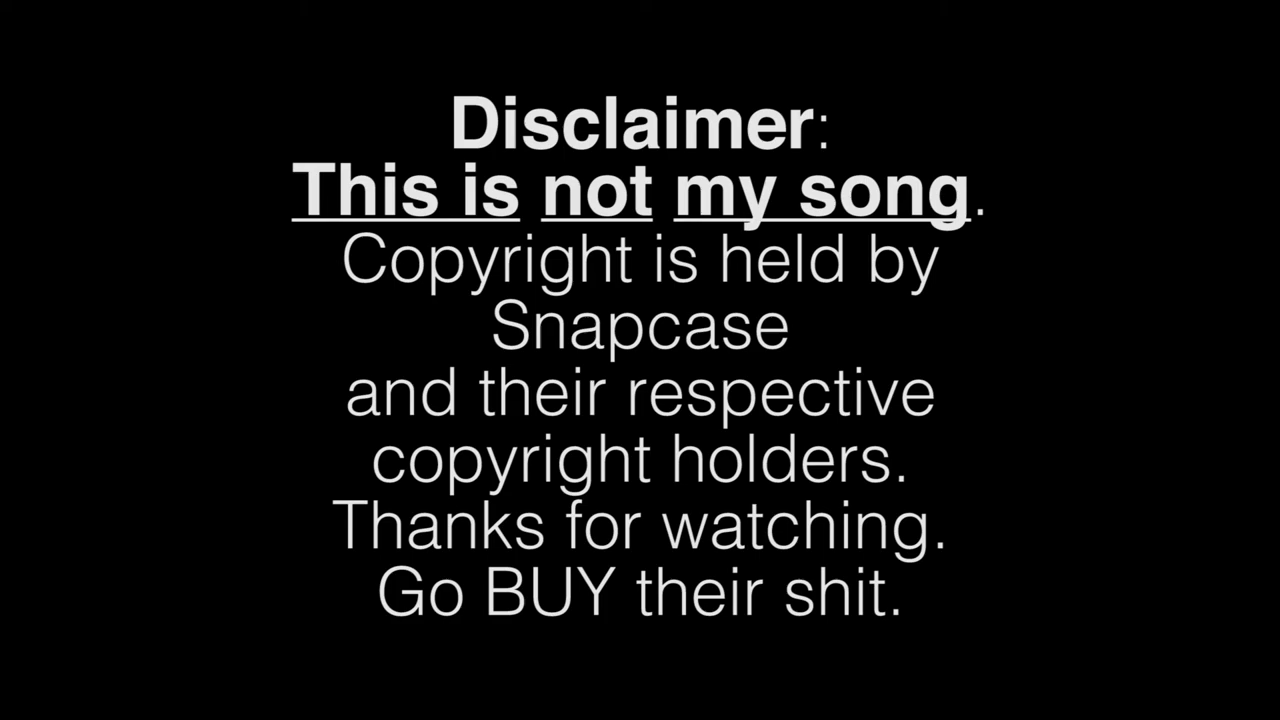 Disclaimer:
This is not my song.
Copyright is held by
Snapcase
and their respective
copyright holders.
Thanks for watching.
Go BUY their shit.